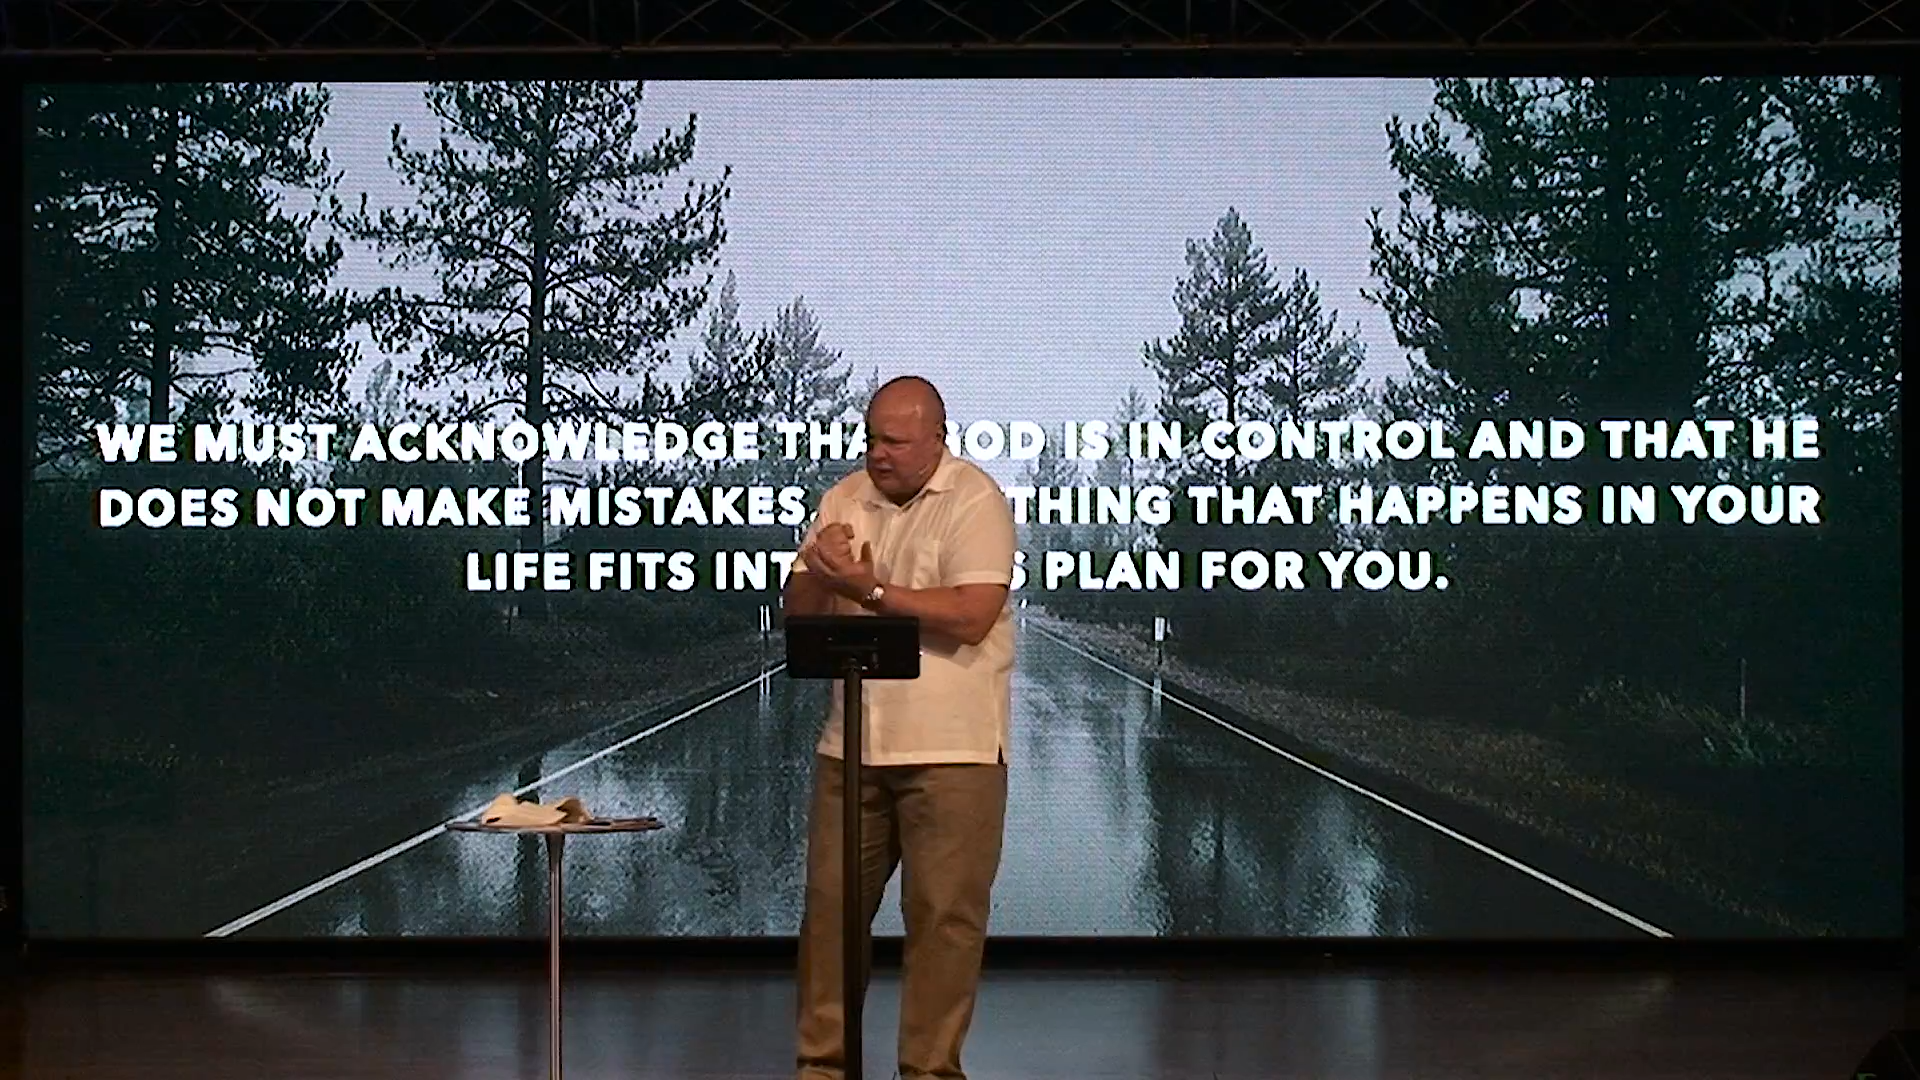 WE MUST ACKNOWLEDGE THA GOD IS IN CONTROL AND THAT HE
DOES NOT MAKE MISTAKES. THING THAT HAPPENS IN YOUR
LIFE FITS INT S PLAN FOR YOU.